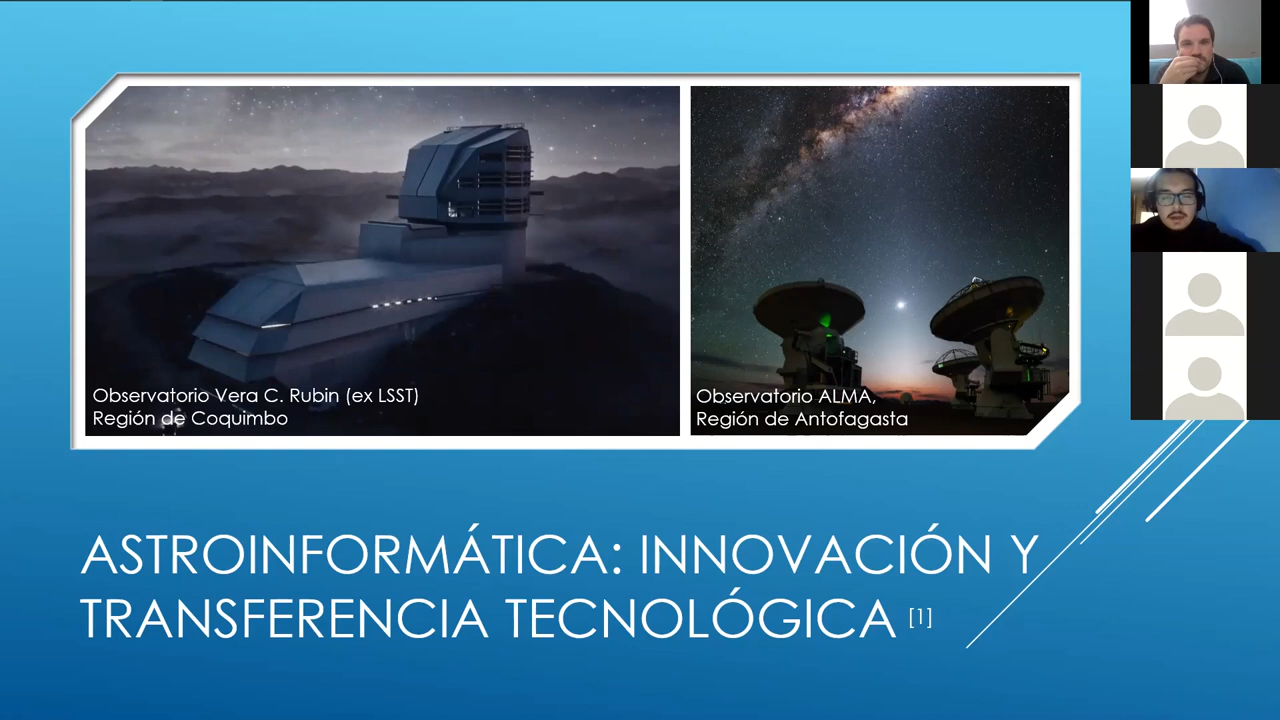 Observatorio Vera C. Rubin (ex LSST)
Región de Coquimbo
Observatorio ALMA,
Región de Antofagasta
ASTROINFORMÁTICA: INNOVACIÓN Y
TRANSFERENCIA TECNOLÓGICA [1]